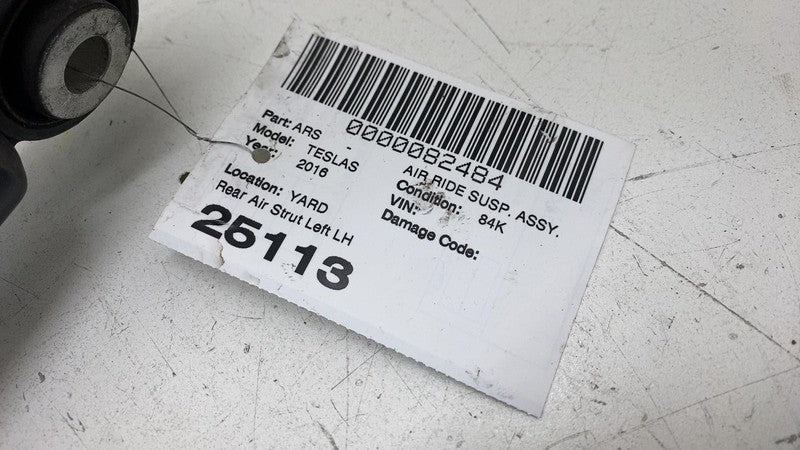 0000082484
Part: ARS - AIR RIDE SUSP. ASSY.
Model: TESLAS Condition: 84K
Year: 2016 VIN:
Damage Code:
Location: YARD
Rear Air Strut Left LH
25113